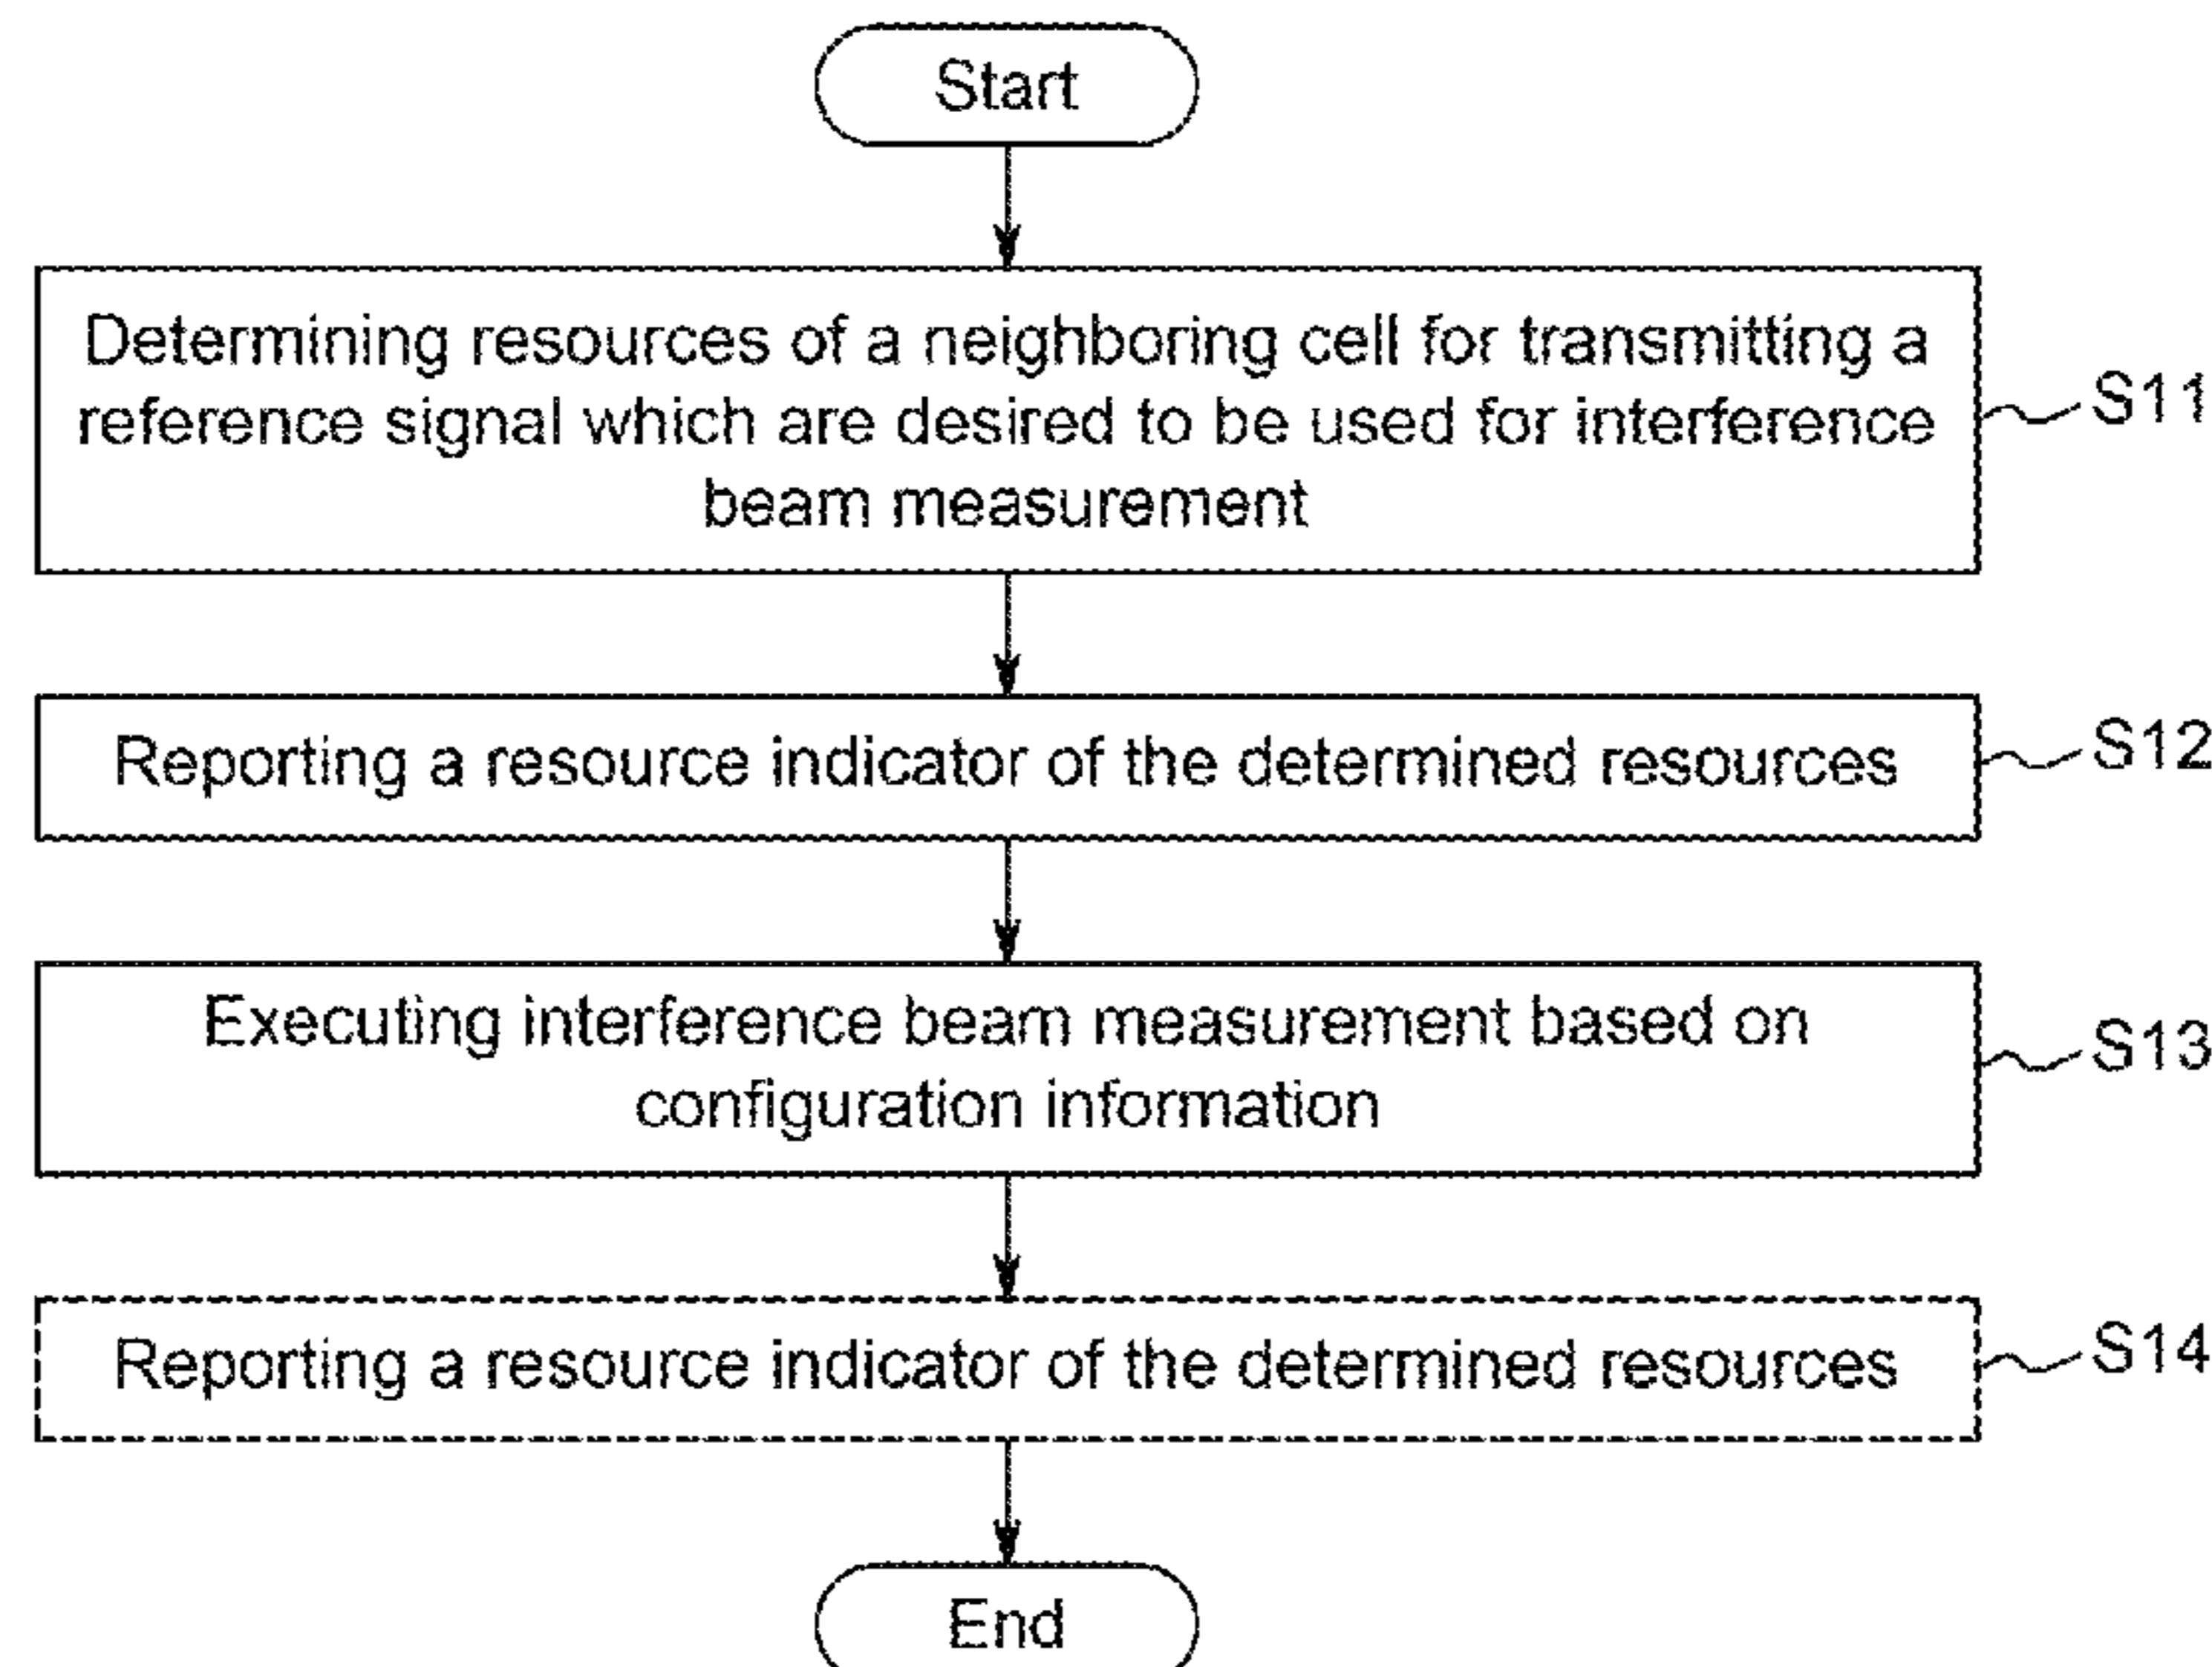 Start
Determining resources of a neighboring cell for transmitting a
reference signal which are desired to be used for interference
beam measurement
S11
Reporting a resource indicator of the determined resources
S12
Executing interference beam measurement based on
configuration information
S13
Reporting a resource indicator of the determined resources
S14
End